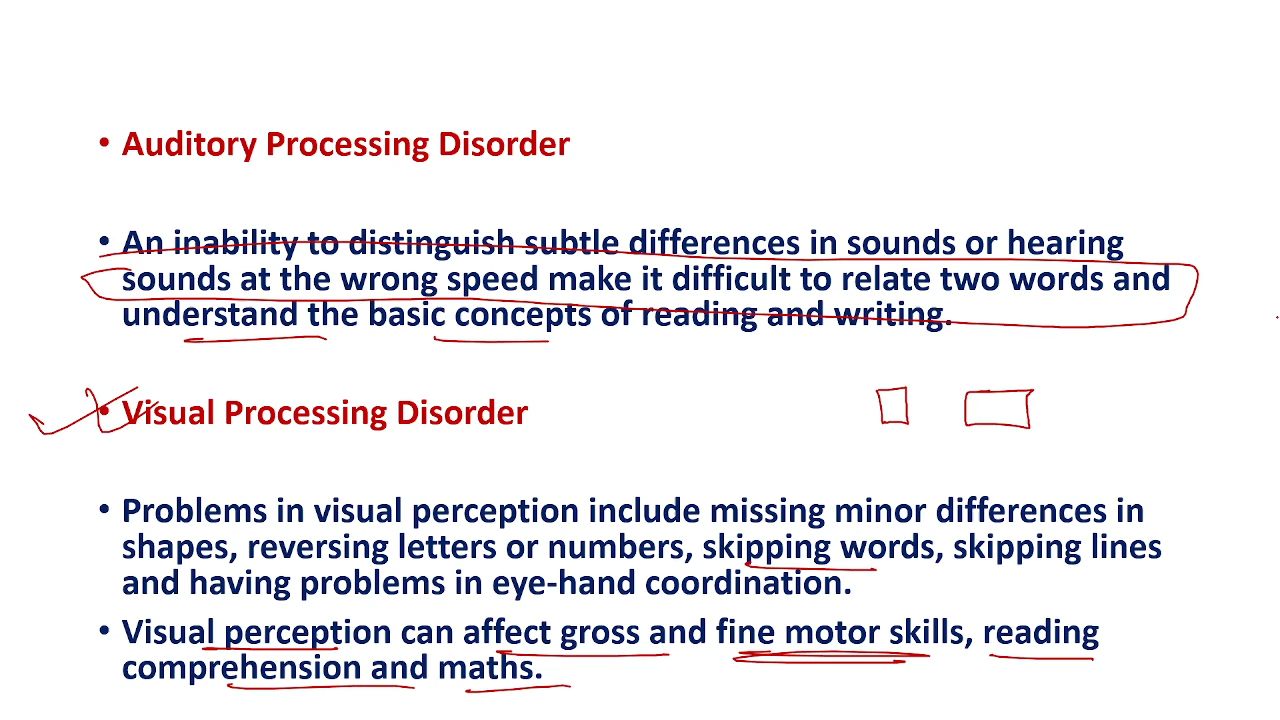 • Auditory Processing Disorder
• An inability to distinguish subtle differences in sounds or hearing
sounds at the wrong speed make it difficult to relate two words and
understand the basic concepts of reading and writing.
• Visual Processing Disorder
• Problems in visual perception include missing minor differences in
shapes, reversing letters or numbers, skipping words, skipping lines
and having problems in eye-hand coordination.
• Visual perception can affect gross and fine motor skills, reading
comprehension and maths.